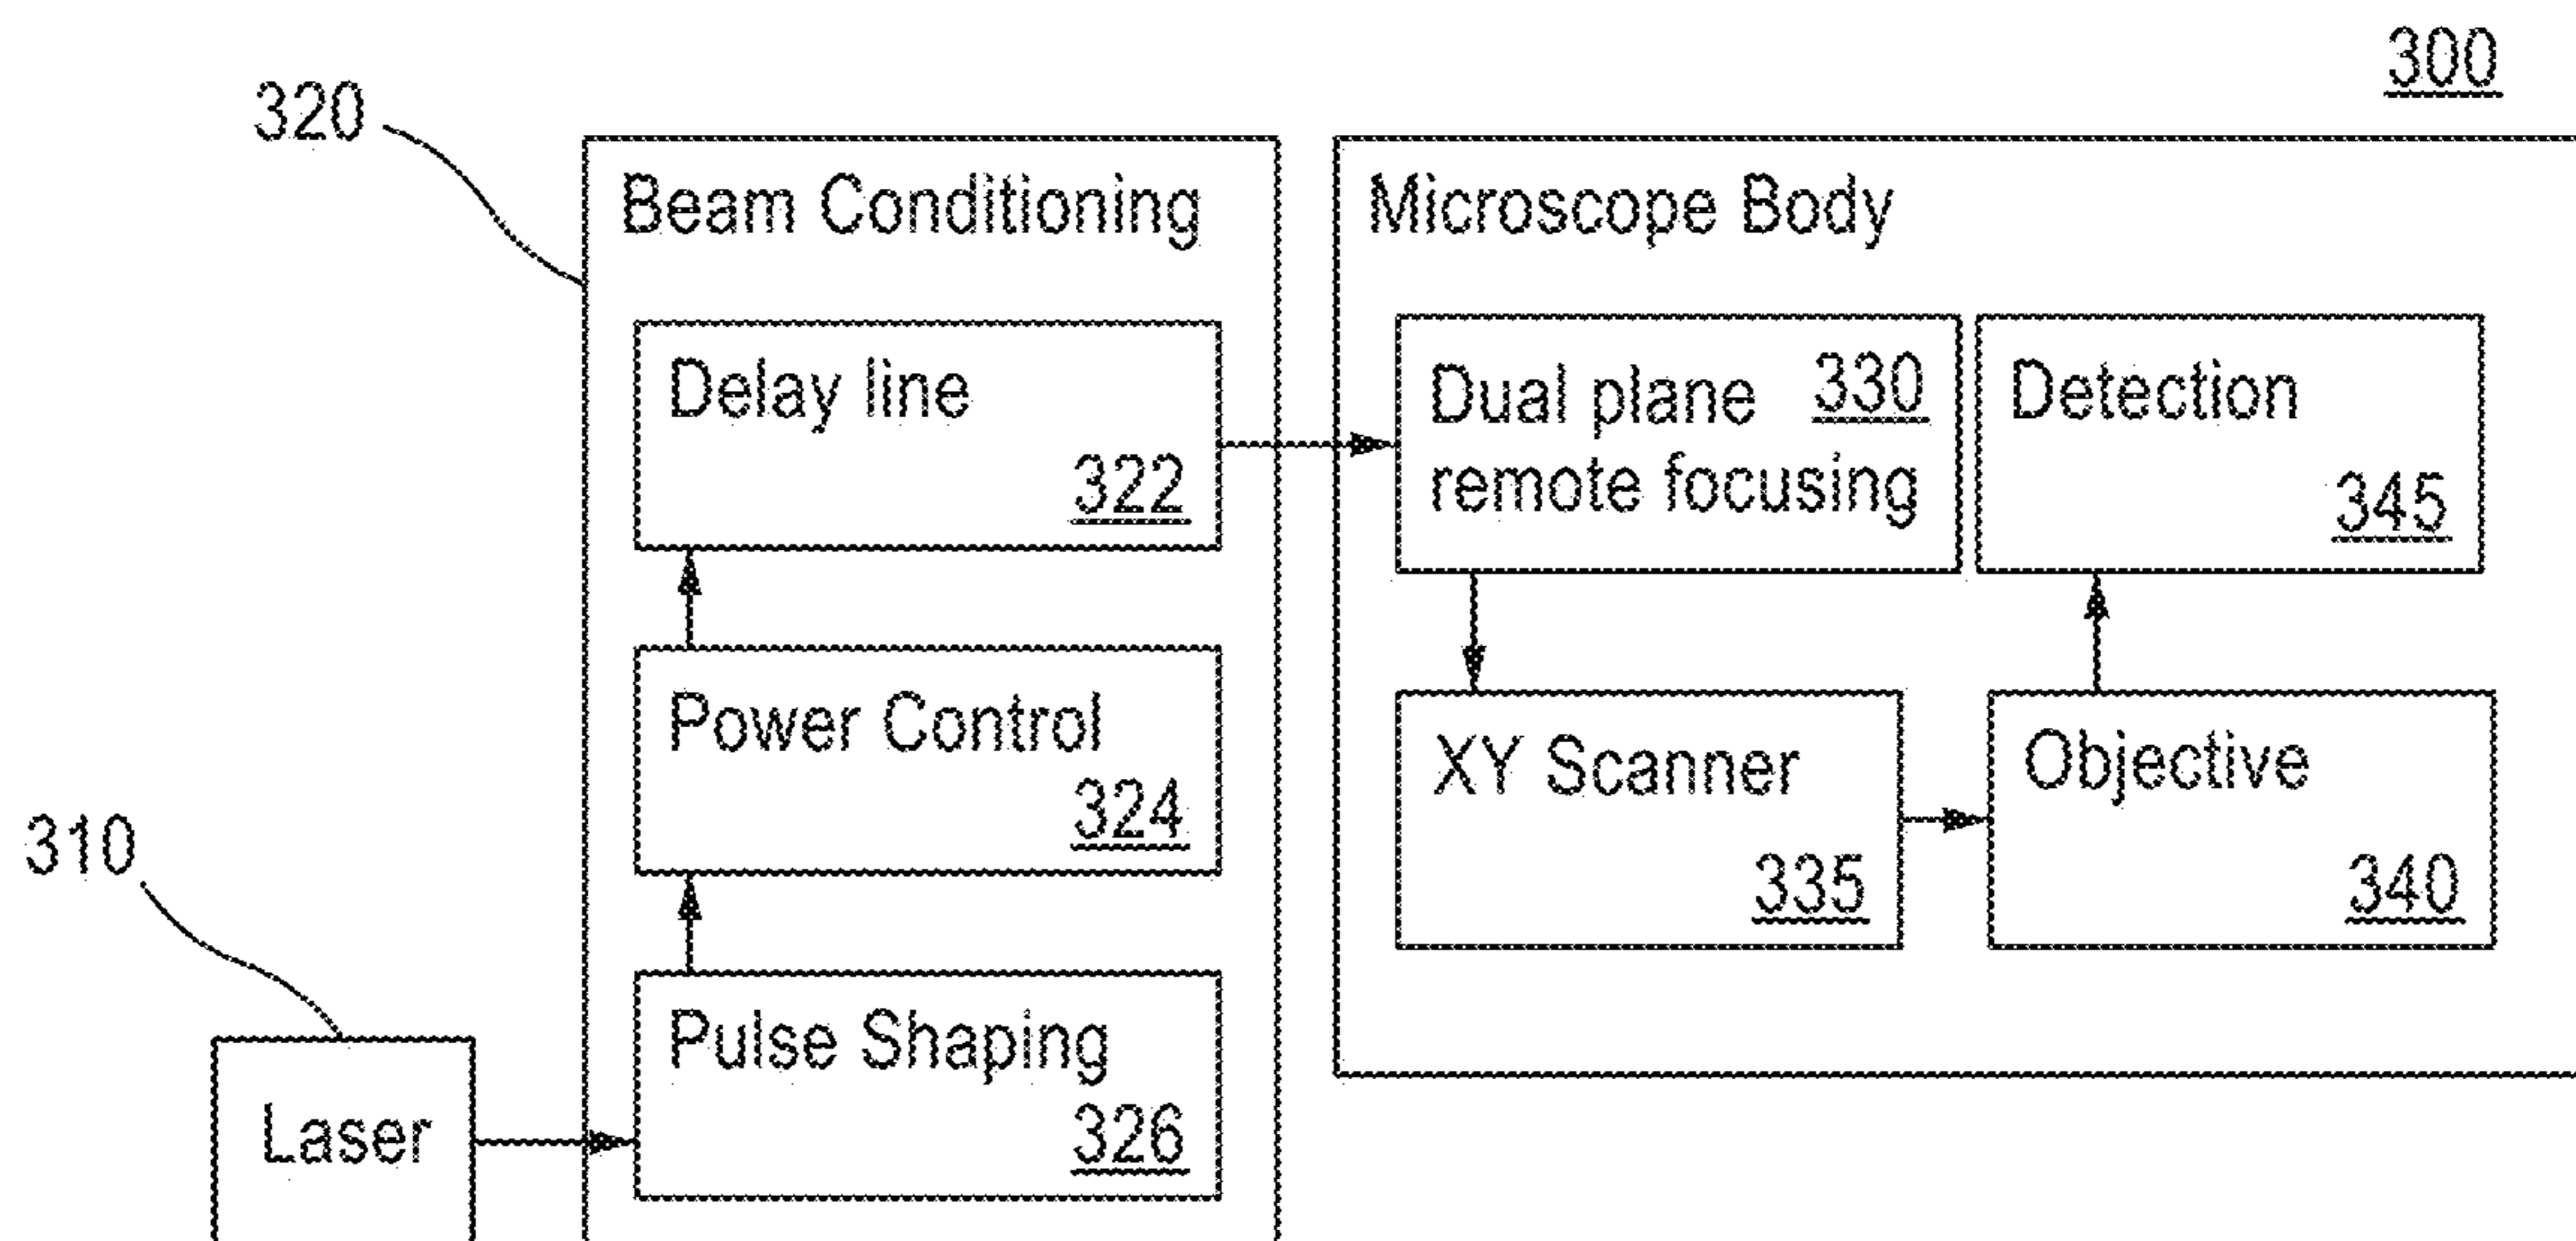 300
320
Beam Conditioning
Microscope Body
Delay line
322
Dual plane 330
remote focusing
Detection
345
Power Control
324
XY Scanner
335
Objective
340
310
Pulse Shaping
326
Laser